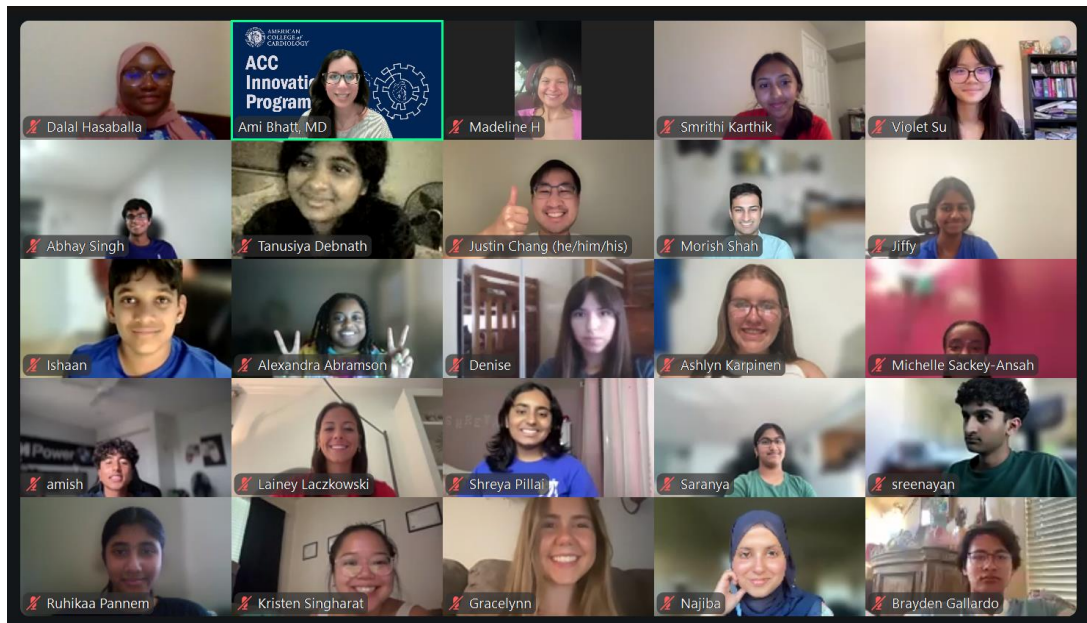 Dalal Hasaballa
AMERICAN
COLLEGE of
CARDIOLOGY
ACC
Innovati
Program
Ami Bhatt, MD
Madeline H
Smrithi Karthik
Violet Su
Abhay Singh
Tanusiya Debnath
Justin Chang (he/him/his)
Morish Shah
Jiffy
Ishaan
Alexandra Abramson
Denise
Ashlyn Karpinen
Michelle Sackey-Ansah
Power
amish
Lainey Laczkowski
Shreya Pillai
Saranya
sreenayan
Ruhikaa Pannem
Kristen Singharat
Gracelynn
Najiba
Brayden Gallardo